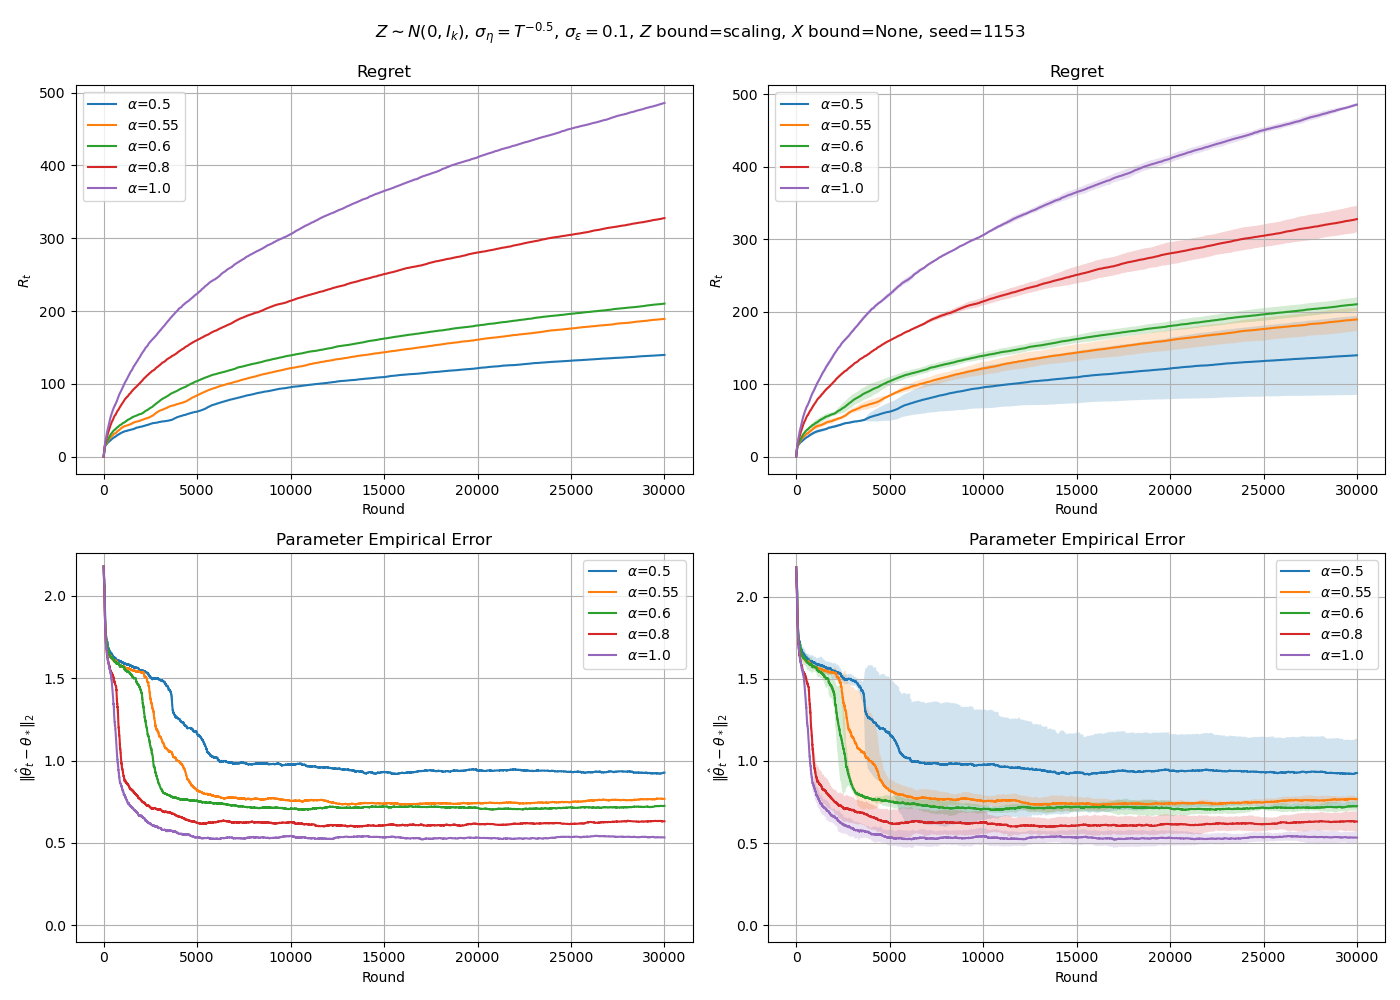 Z ~ N(0, I_k), σ_η = T^{-0.5}, σ_ε = 0.1, Z bound=scaling, X bound=None, seed=1153
Regret
500
400
300
200
100
0
R_t
α=0.5
α=0.55
α=0.6
α=0.8
α=1.0
0 5000 10000 15000 20000 25000 30000
Round
Regret
500
400
300
200
100
0
R_t
α=0.5
α=0.55
α=0.6
α=0.8
α=1.0
0 5000 10000 15000 20000 25000 30000
Round
Parameter Empirical Error
2.0
1.5
1.0
0.5
0.0
‖θ̂_t − θ_*‖_2
α=0.5
α=0.55
α=0.6
α=0.8
α=1.0
0 5000 10000 15000 20000 25000 30000
Round
Parameter Empirical Error
2.0
1.5
1.0
0.5
0.0
‖θ̂_t − θ_*‖_2
α=0.5
α=0.55
α=0.6
α=0.8
α=1.0
0 5000 10000 15000 20000 25000 30000
Round